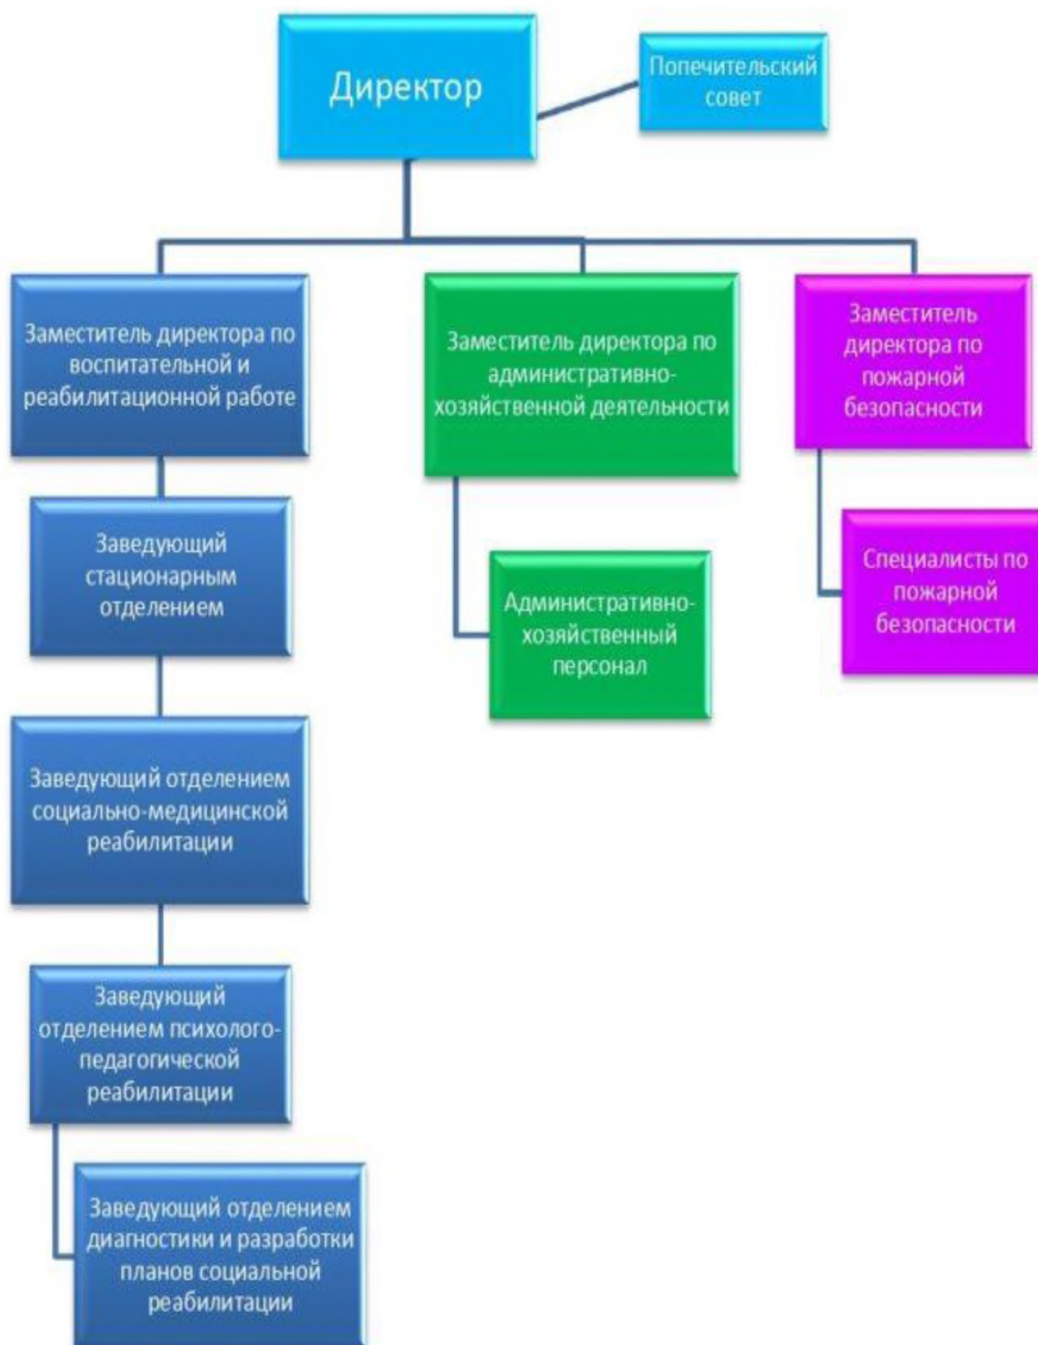 Директор
Попечительский
совет
Заместитель директора по
воспитательной и
реабилитационной работе
Заместитель директора по
административно-
хозяйственной деятельности
Заместитель
директора по
пожарной
безопасности
Заведующий
стационарным
отделением
Административно-
хозяйственный
персонал
Специалисты по
пожарной
безопасности
Заведующий отделением
социально-медицинской
реабилитации
Заведующий
отделением психолого-
педагогической
реабилитации
Заведующий отделением
диагностики и разработки
планов социальной
реабилитации